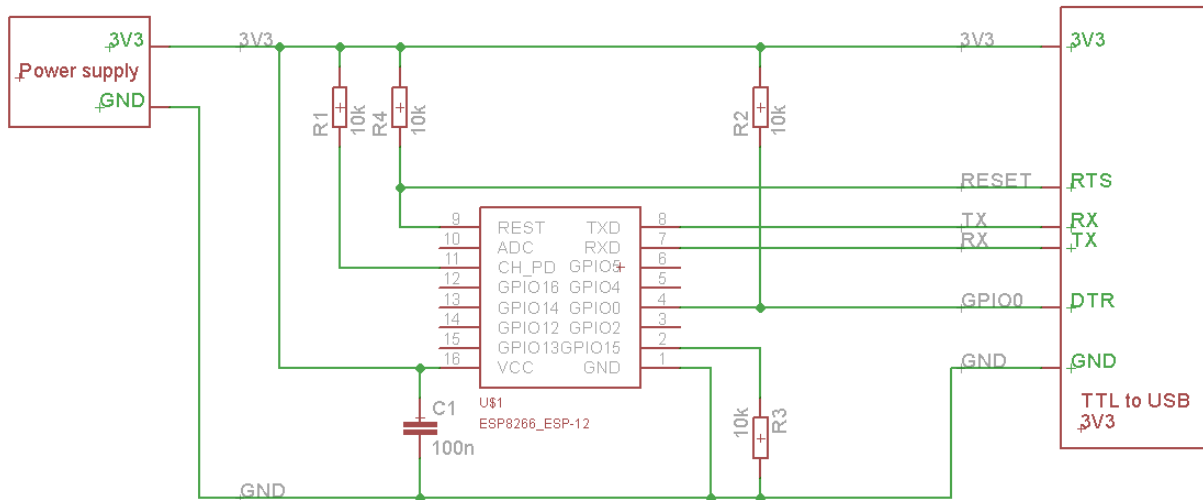 3V3 3V3 3V3 3V3
Power supply
GND
R1 10k R4 10k R2 10k
RESET RTS
9 REST TXD 8 TX RX
10 ADC RXD 7 RX TX
11 CH_PD GPIO5 6
12 GPIO16 GPIO4 5
13 GPIO14 GPIO0 4 GPIO0 DTR
14 GPIO12 GPIO2 3
15 GPIO13 GPIO15 2
16 VCC GND 1 GND GND
U$1
ESP8266_ESP-12
C1
100n
10k R3
TTL to USB
3V3
GND